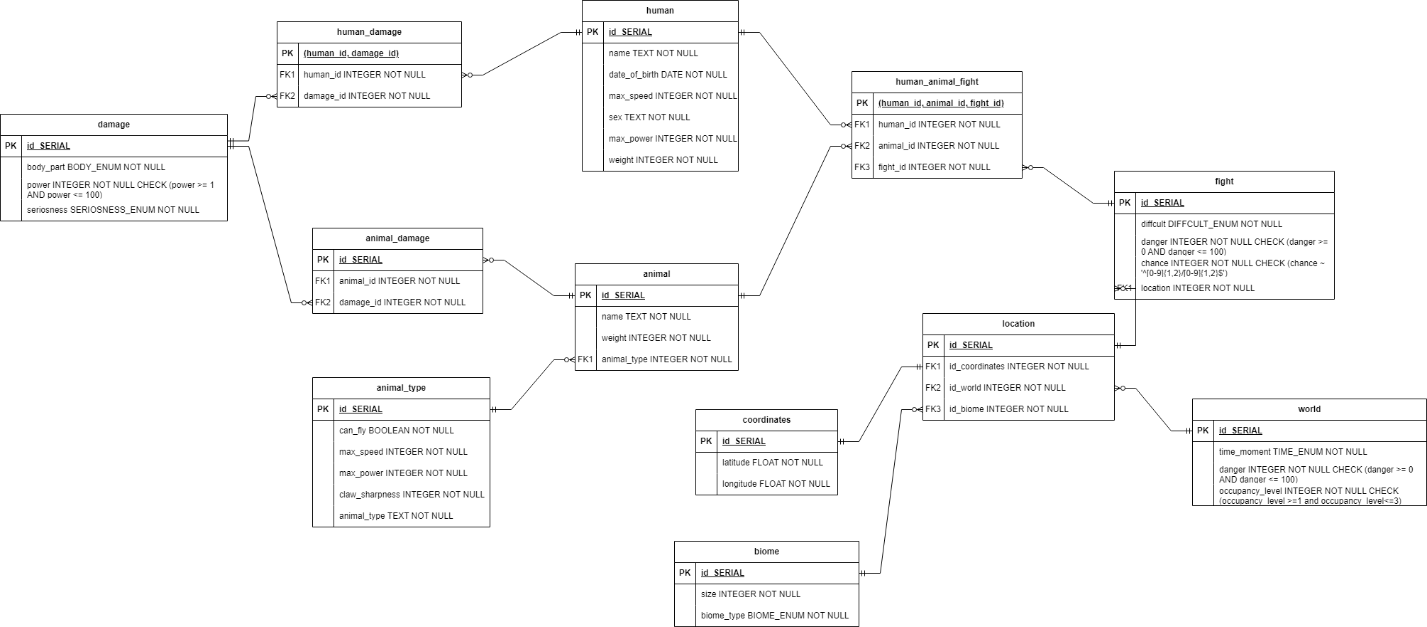 human_damage
PK (human_id, damage_id)
FK1 human_id INTEGER NOT NULL
FK2 damage_id INTEGER NOT NULL
human
PK id SERIAL
name TEXT NOT NULL
date_of_birth DATE NOT NULL
max_speed INTEGER NOT NULL
sex TEXT NOT NULL
max_power INTEGER NOT NULL
weight INTEGER NOT NULL
human_animal_fight
PK (human_id, animal_id, fight_id)
FK1 human_id INTEGER NOT NULL
FK2 animal_id INTEGER NOT NULL
FK3 fight_id INTEGER NOT NULL
damage
PK id SERIAL
body_part BODY_ENUM NOT NULL
power INTEGER NOT NULL CHECK (power >= 1
AND power <= 100)
seriosness SERIOSNESS_ENUM NOT NULL
fight
PK id SERIAL
diffcult DIFFCULT_ENUM NOT NULL
danger INTEGER NOT NULL CHECK (danger >=
0 AND danger <= 100)
chance INTEGER NOT NULL CHECK (chance ~
'^[0-9]{1,2}/[0-9]{1,2}$')
FK1 location INTEGER NOT NULL
animal_damage
PK id SERIAL
FK1 animal_id INTEGER NOT NULL
FK2 damage_id INTEGER NOT NULL
animal
PK id SERIAL
name TEXT NOT NULL
weight INTEGER NOT NULL
FK1 animal_type INTEGER NOT NULL
location
PK id SERIAL
FK1 id_coordinates INTEGER NOT NULL
FK2 id_world INTEGER NOT NULL
FK3 id_biome INTEGER NOT NULL
animal_type
PK id SERIAL
can_fly BOOLEAN NOT NULL
max_speed INTEGER NOT NULL
max_power INTEGER NOT NULL
claw_sharpness INTEGER NOT NULL
animal_type TEXT NOT NULL
coordinates
PK id SERIAL
latitude FLOAT NOT NULL
longitude FLOAT NOT NULL
world
PK id SERIAL
time_moment TIME_ENUM NOT NULL
danger INTEGER NOT NULL CHECK (danger >= 0
AND danger <= 100)
occupancy_level INTEGER NOT NULL CHECK
(occupancy_level >=1 and occupancy_level<=3)
biome
PK id SERIAL
size INTEGER NOT NULL
biome_type BIOME_ENUM NOT NULL